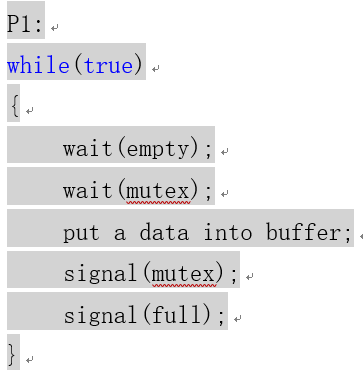 P1:
while(true)
{
wait(empty);
wait(mutex);
put a data into buffer;
signal(mutex);
signal(full);
}